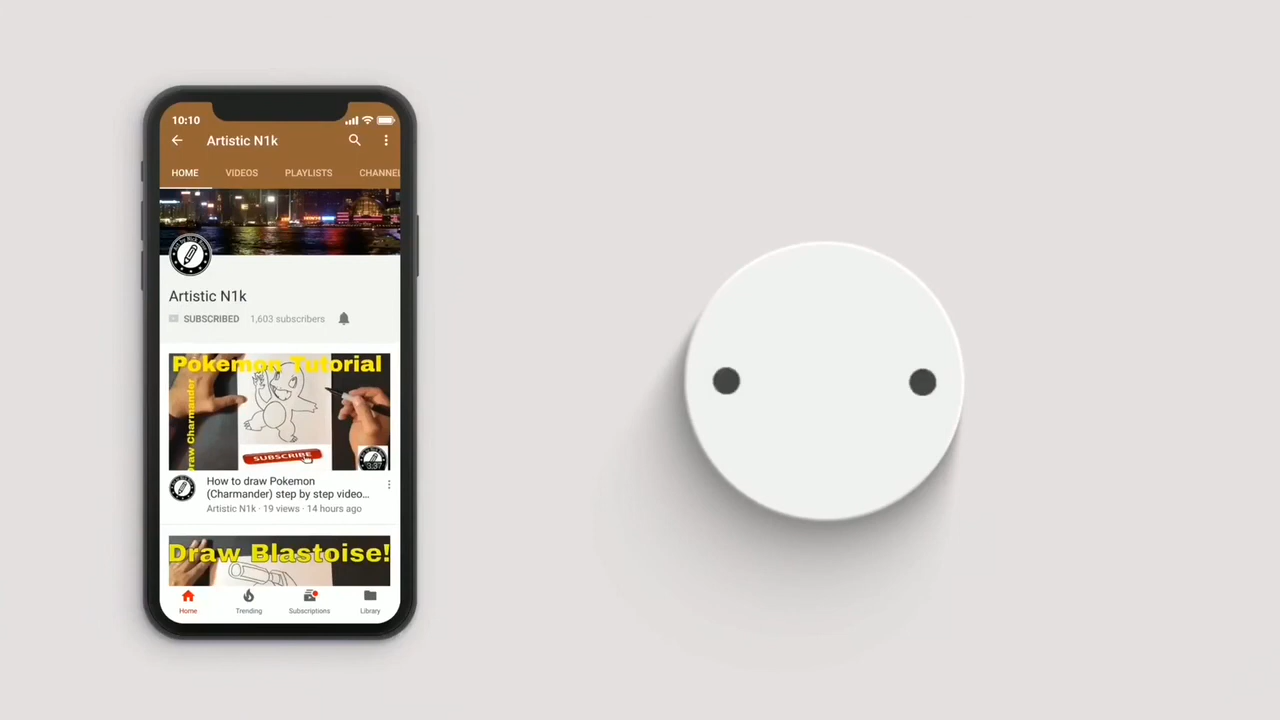 10:10
Artistic N1k
HOME VIDEOS PLAYLISTS CHANNEL
Artistic N1k
SUBSCRIBED 1,603 subscribers
Pokemon Tutorial
Draw Charmander
SUBSCRIBE
3:37
How to draw Pokemon
(Charmander) step by step video...
Artistic N1k · 19 views · 14 hours ago
Draw Blastoise!
Home Trending Subscriptions Library